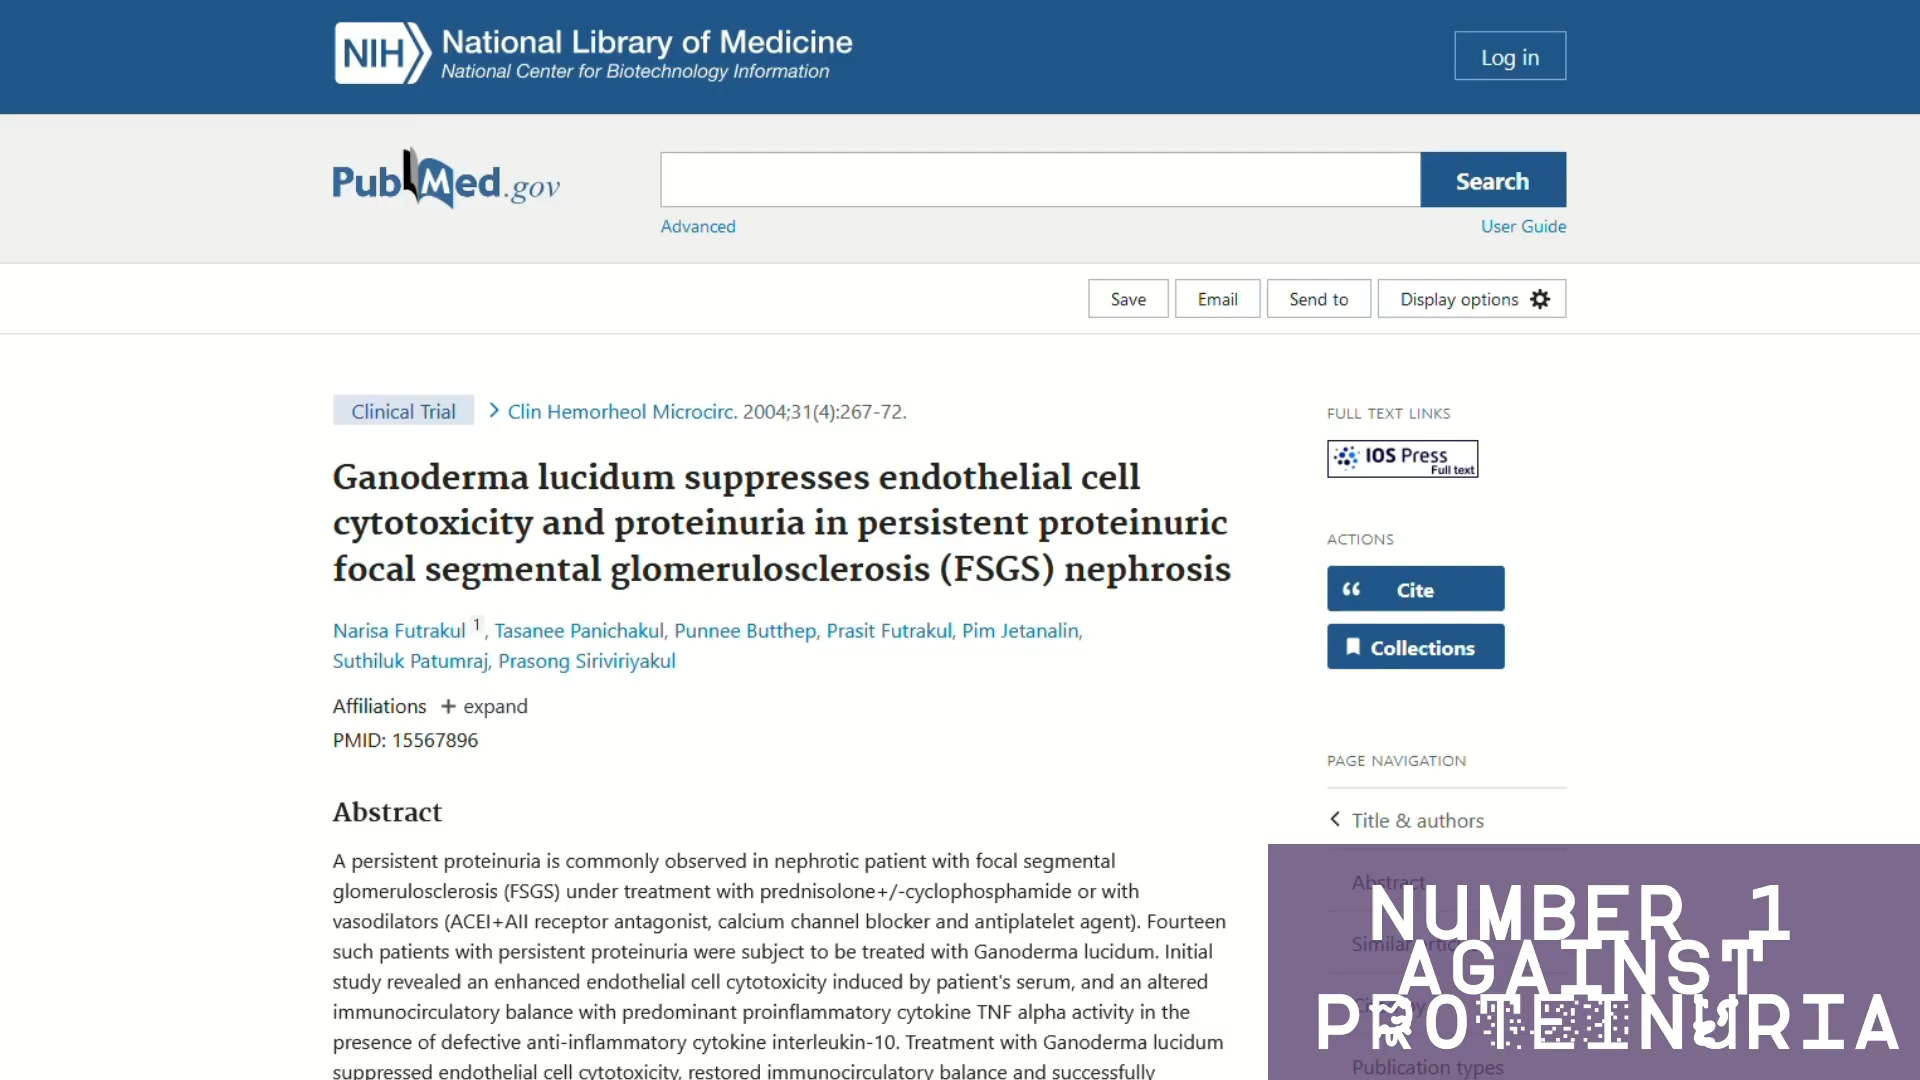 NIH National Library of Medicine
National Center for Biotechnology Information
Log in
PubMed.gov
Search
Advanced
User Guide
Save
Email
Send to
Display options
Clinical Trial > Clin Hemorheol Microcirc. 2004;31(4):267-72.
Ganoderma lucidum suppresses endothelial cell
cytotoxicity and proteinuria in persistent proteinuric
focal segmental glomerulosclerosis (FSGS) nephrosis
Narisa Futrakul 1, Tasanee Panichakul, Punnee Butthep, Prasit Futrakul, Pim Jetanalin,
Suthiluk Patumraj, Prasong Siriviriyakul
Affiliations + expand
PMID: 15567896
Abstract
A persistent proteinuria is commonly observed in nephrotic patient with focal segmental
glomerulosclerosis (FSGS) under treatment with prednisolone+/-cyclophosphamide or with
vasodilators (ACEI+AII receptor antagonist, calcium channel blocker and antiplatelet agent). Fourteen
such patients with persistent proteinuria were subject to be treated with Ganoderma lucidum. Initial
study revealed an enhanced endothelial cell cytotoxicity induced by patient's serum, and an altered
immunocirculatory balance with predominant proinflammatory cytokine TNF alpha activity in the
presence of defective anti-inflammatory cytokine interleukin-10. Treatment with Ganoderma lucidum
suppressed endothelial cell cytotoxicity, restored immunocirculatory balance and successfully
FULL TEXT LINKS
IOS Press
Full text
ACTIONS
Cite
Collections
PAGE NAVIGATION
< Title & authors
Abstract
Publication types
NUMBER 1
AGAINST
PROTEINURIA